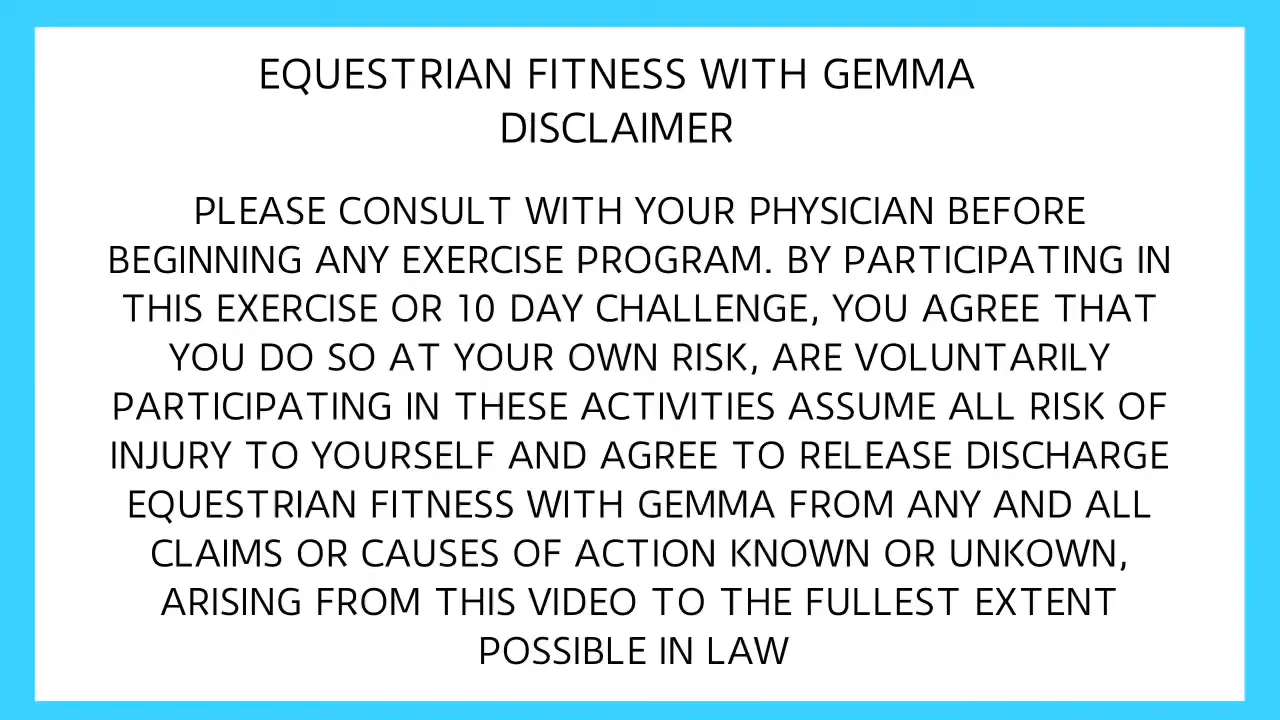 EQUESTRIAN FITNESS WITH GEMMA
DISCLAIMER
PLEASE CONSULT WITH YOUR PHYSICIAN BEFORE
BEGINNING ANY EXERCISE PROGRAM. BY PARTICIPATING IN
THIS EXERCISE OR 10 DAY CHALLENGE, YOU AGREE THAT
YOU DO SO AT YOUR OWN RISK, ARE VOLUNTARILY
PARTICIPATING IN THESE ACTIVITIES ASSUME ALL RISK OF
INJURY TO YOURSELF AND AGREE TO RELEASE DISCHARGE
EQUESTRIAN FITNESS WITH GEMMA FROM ANY AND ALL
CLAIMS OR CAUSES OF ACTION KNOWN OR UNKOWN,
ARISING FROM THIS VIDEO TO THE FULLEST EXTENT
POSSIBLE IN LAW